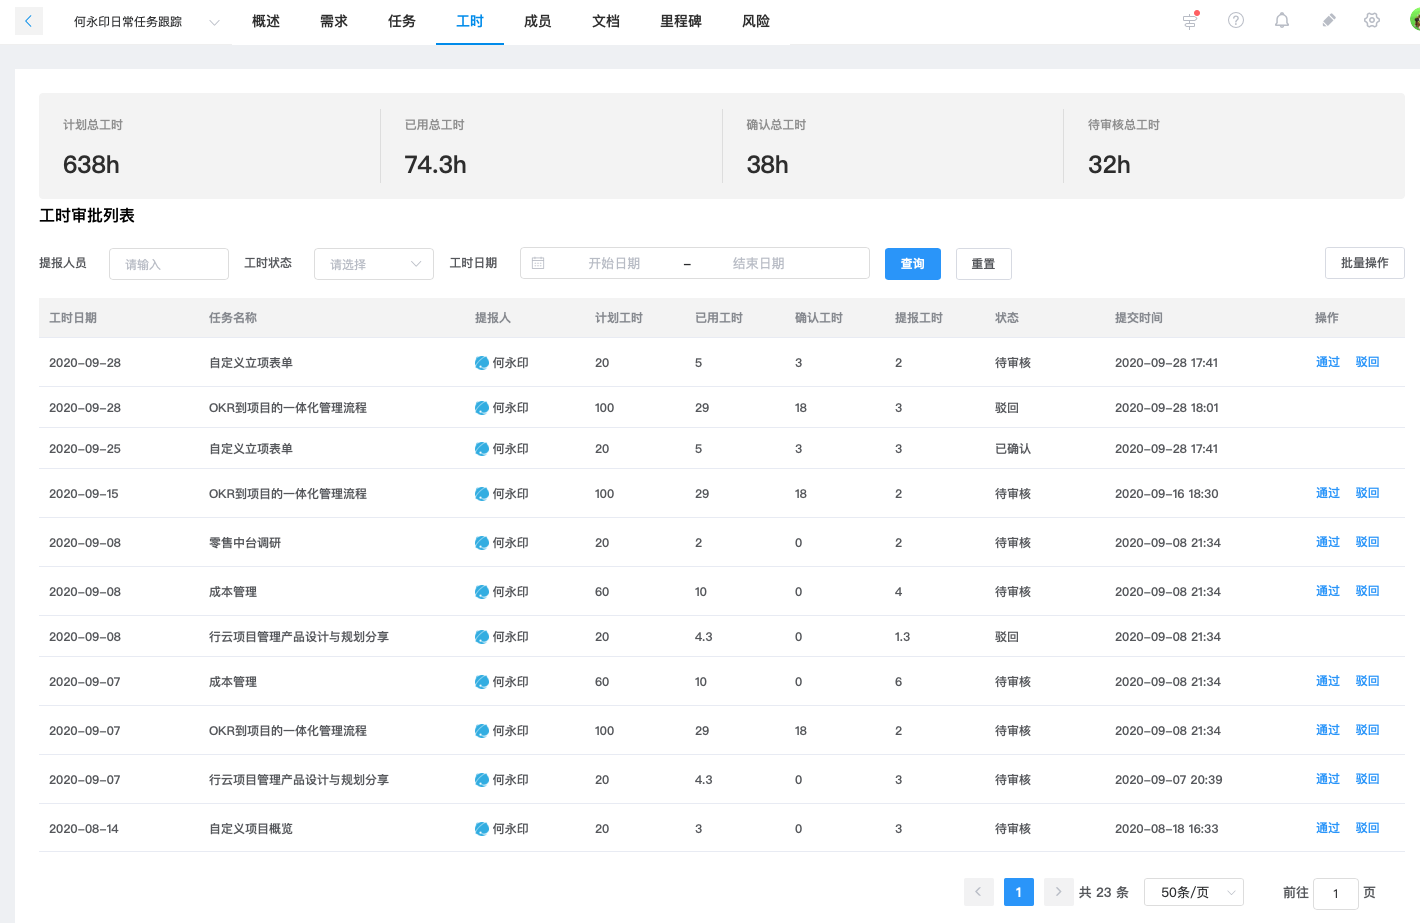 何永印日常任务跟踪 概述 需求 任务 工时 成员 文档 里程碑 风险
计划总工时 已用总工时 确认总工时 待审核总工时
638h 74.3h 38h 32h
工时审批列表
提报人员 请输入 工时状态 请选择 工时日期 开始日期 – 结束日期 查询 重置 批量操作
工时日期 任务名称 提报人 计划工时 已用工时 确认工时 提报工时 状态 提交时间 操作
2020-09-28 自定义立项表单 何永印 20 5 3 2 待审核 2020-09-28 17:41 通过 驳回
2020-09-28 OKR到项目的一体化管理流程 何永印 100 29 18 3 驳回 2020-09-28 18:01
2020-09-25 自定义立项表单 何永印 20 5 3 3 已确认 2020-09-28 17:41
2020-09-15 OKR到项目的一体化管理流程 何永印 100 29 18 2 待审核 2020-09-16 18:30 通过 驳回
2020-09-08 零售中台调研 何永印 20 2 0 2 待审核 2020-09-08 21:34 通过 驳回
2020-09-08 成本管理 何永印 60 10 0 4 待审核 2020-09-08 21:34 通过 驳回
2020-09-08 行云项目管理产品设计与规划分享 何永印 20 4.3 0 1.3 驳回 2020-09-08 21:34
2020-09-07 成本管理 何永印 60 10 0 6 待审核 2020-09-08 21:34 通过 驳回
2020-09-07 OKR到项目的一体化管理流程 何永印 100 29 18 2 待审核 2020-09-08 21:34 通过 驳回
2020-09-07 行云项目管理产品设计与规划分享 何永印 20 4.3 0 3 待审核 2020-09-07 20:39 通过 驳回
2020-08-14 自定义项目概览 何永印 20 3 0 3 待审核 2020-08-18 16:33 通过 驳回
1 共 23 条 50条/页 前往 1 页